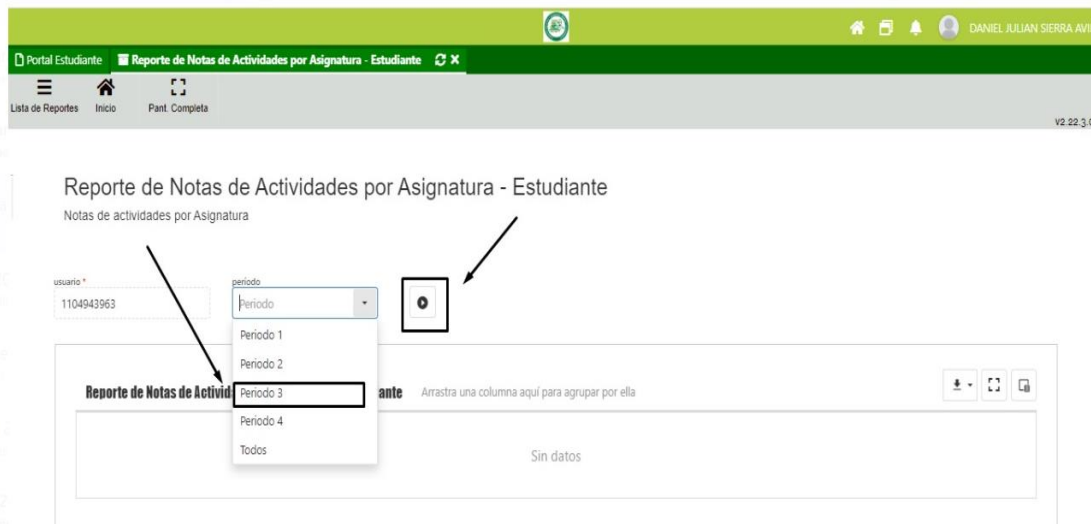 DANIEL JULIAN SIERRA AVI
Portal Estudiante Reporte de Notas de Actividades por Asignatura - Estudiante
Lista de Reportes Inicio Pant. Completa
V2.22.3.0
Reporte de Notas de Actividades por Asignatura - Estudiante
Notas de actividades por Asignatura
usuario * periodo
1104943963 Periodo
Periodo 1
Periodo 2
Reporte de Notas de Activid Periodo 3 ante Arrastra una columna aquí para agrupar por ella
Periodo 4
Todos
Sin datos